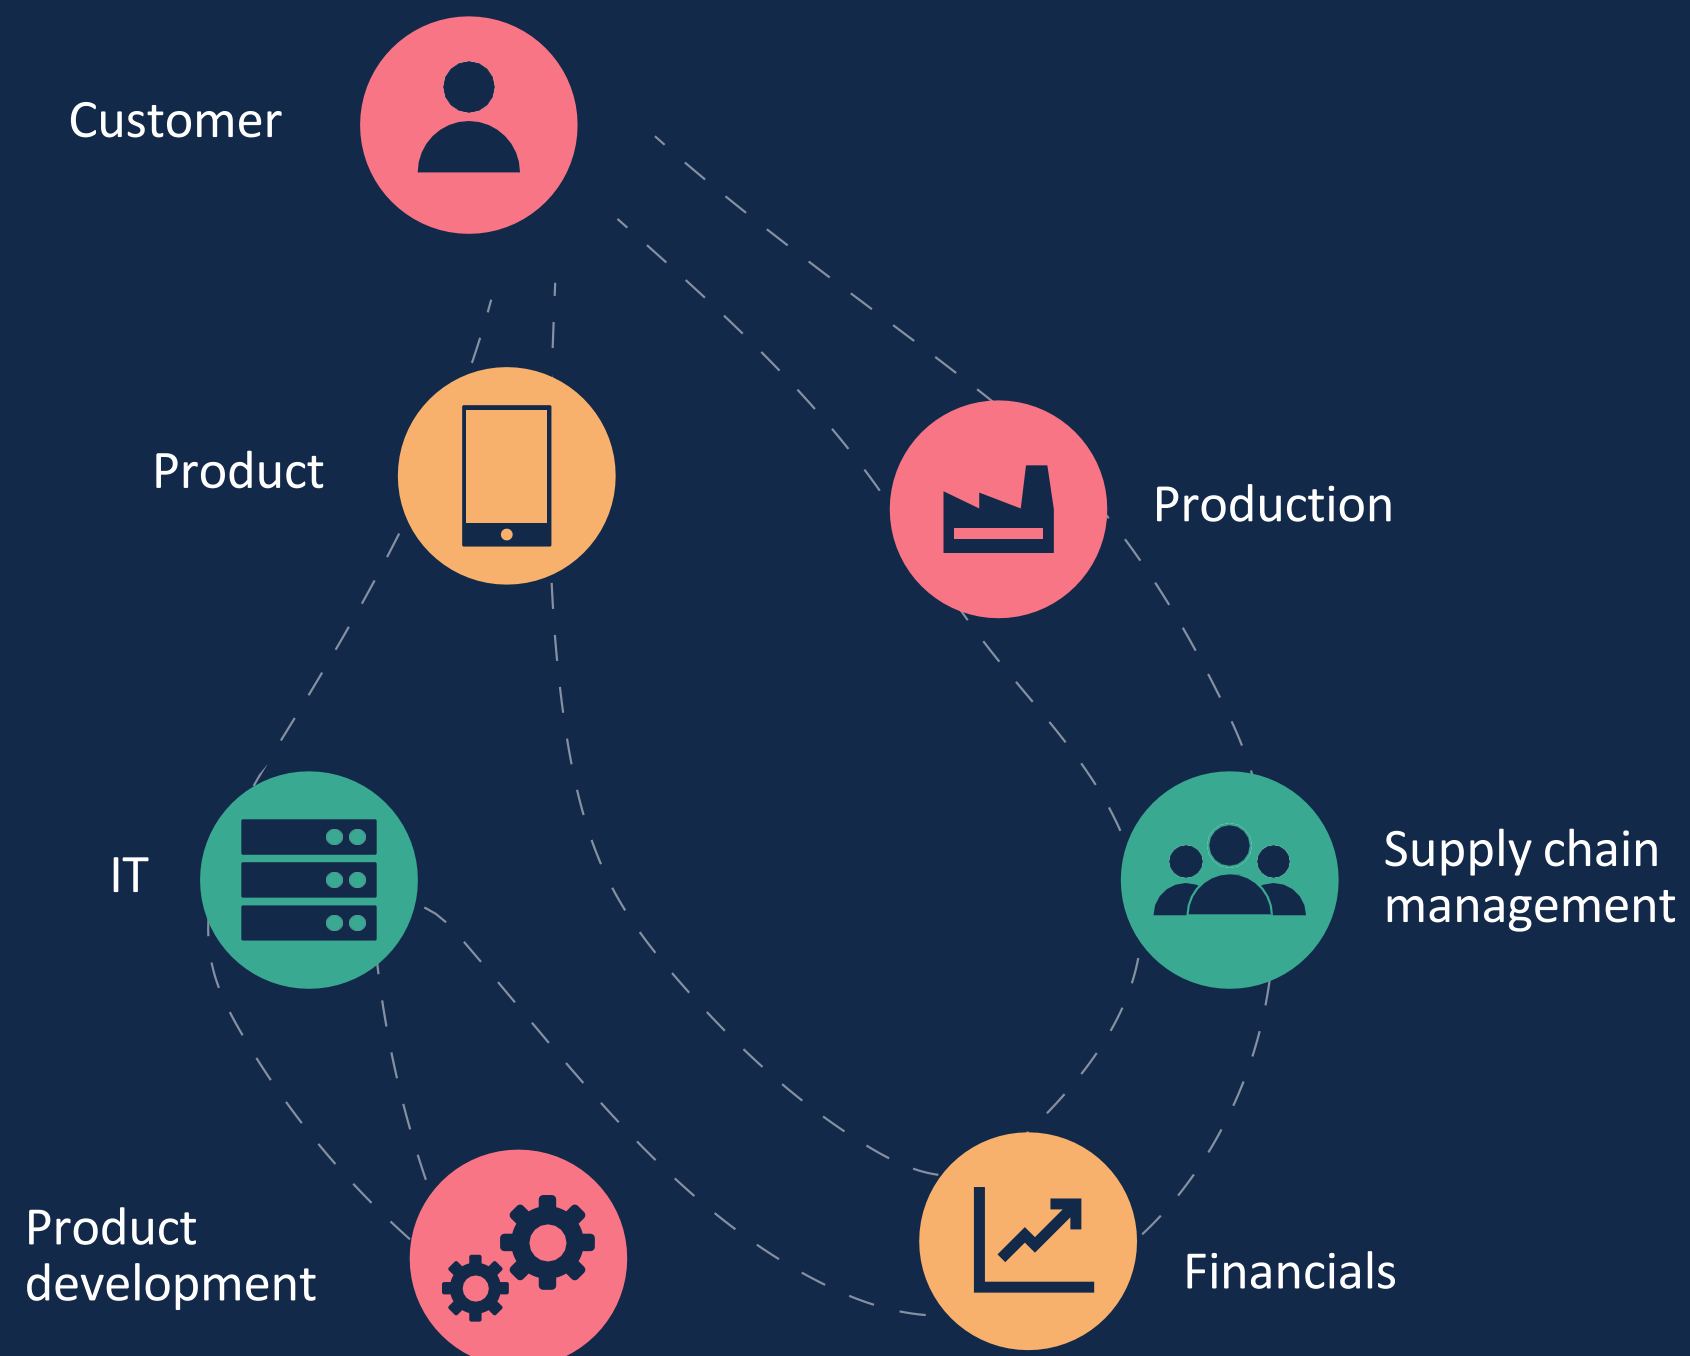 Customer
Product
Production
IT
Supply chain
management
Product
development
Financials